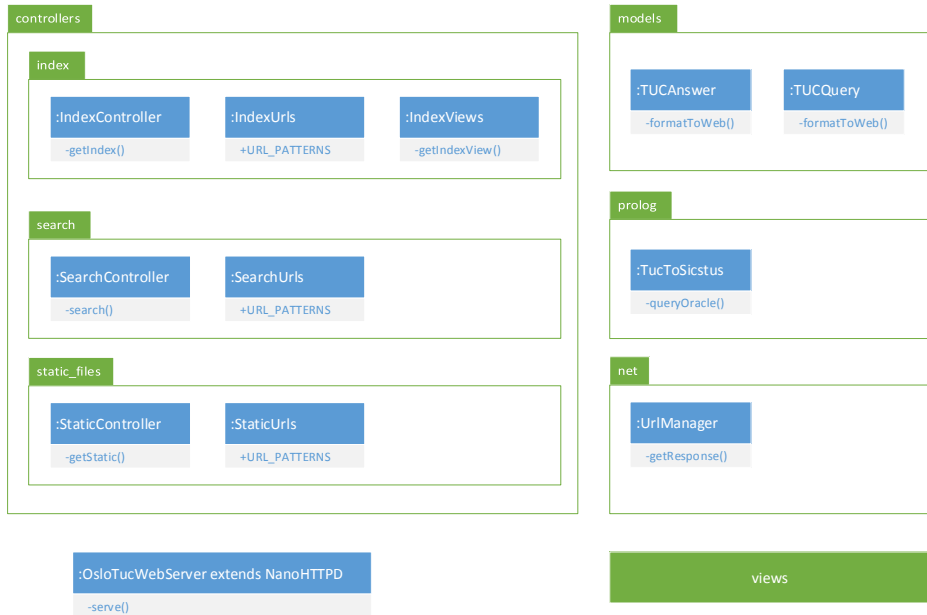 controllers
index
:IndexController
-getIndex()
:IndexUrls
+URL_PATTERNS
:IndexViews
-getIndexView()
search
:SearchController
-search()
:SearchUrls
+URL_PATTERNS
static_files
:StaticController
-getStatic()
:StaticUrls
+URL_PATTERNS
models
:TUCAnswer
-formatToWeb()
:TUCQuery
-formatToWeb()
prolog
:TucToSicstus
-queryOracle()
net
:UrlManager
-getResponse()
:OsloTucWebServer extends NanoHTTPD
-serve()
views